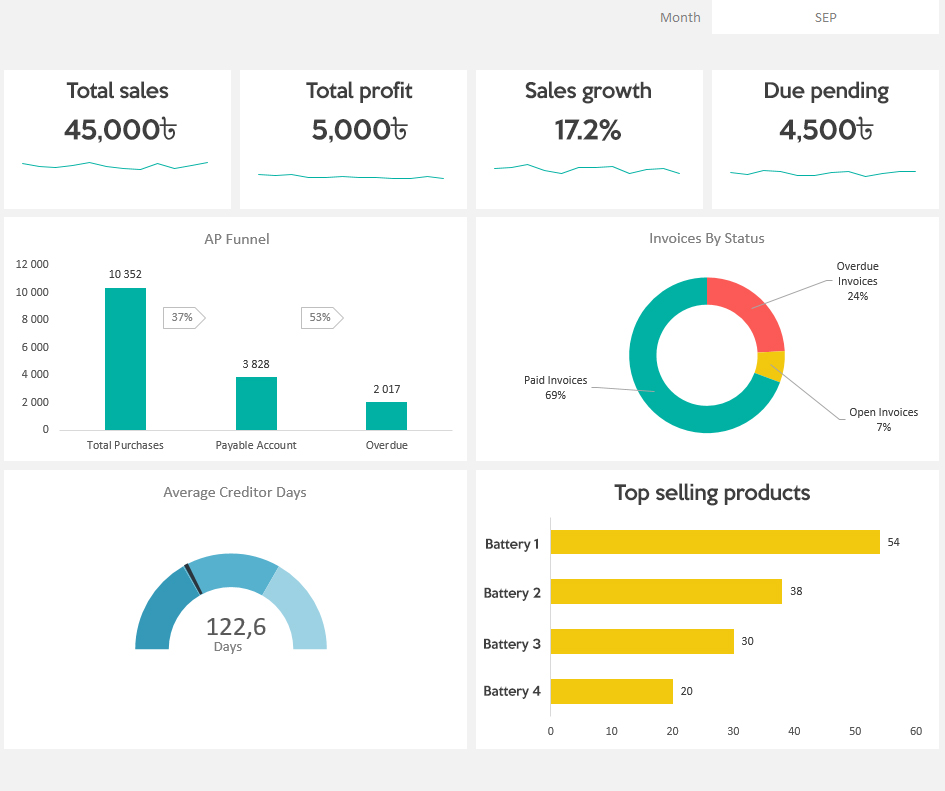 Month
SEP
Total sales
45,000৳
Total profit
5,000৳
Sales growth
17.2%
Due pending
4,500৳
AP Funnel
12 000
10 000
8 000
6 000
4 000
2 000
0
10 352
37%
3 828
53%
2 017
Total Purchases
Payable Account
Overdue
Invoices By Status
Overdue
Invoices
24%
Paid Invoices
69%
Open Invoices
7%
Average Creditor Days
122,6
Days
Top selling products
Battery 1
54
Battery 2
38
Battery 3
30
Battery 4
20
0 10 20 30 40 50 60